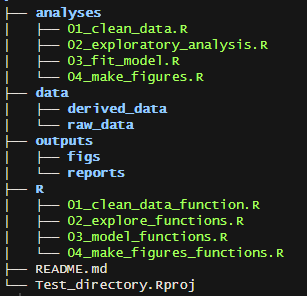 ├── analyses
│   ├── 01_clean_data.R
│   ├── 02_exploratory_analysis.R
│   ├── 03_fit_model.R
│   └── 04_make_figures.R
├── data
│   ├── derived_data
│   └── raw_data
├── outputs
│   ├── figs
│   └── reports
├── R
│   ├── 01_clean_data_function.R
│   ├── 02_explore_functions.R
│   ├── 03_model_functions.R
│   └── 04_make_figures_functions.R
├── README.md
└── Test_directory.Rproj